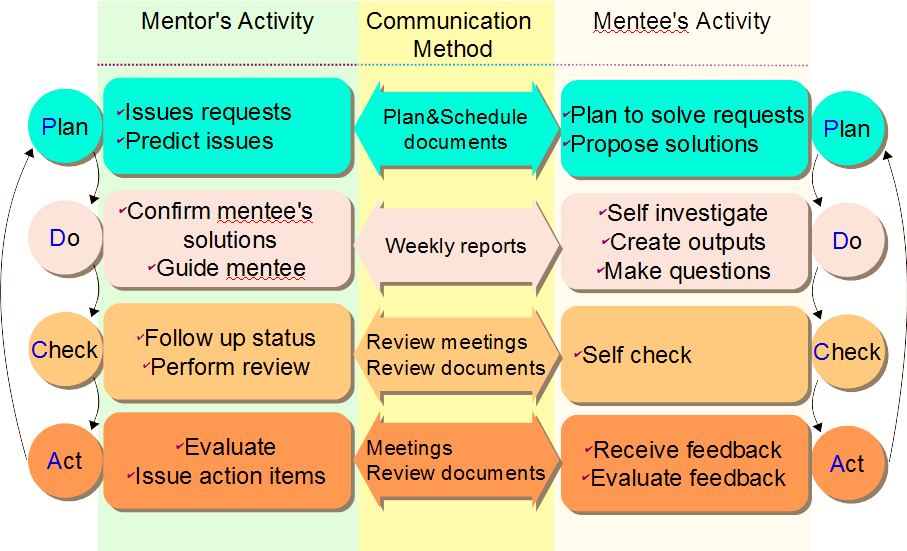 Mentor's Activity
Communication
Method
Mentee's Activity
Plan
✓Issues requests
✓Predict issues
Plan&Schedule
documents
✓Plan to solve requests
✓Propose solutions
Plan
Do
✓Confirm mentee's
solutions
✓Guide mentee
Weekly reports
✓Self investigate
✓Create outputs
✓Make questions
Do
Check
✓Follow up status
✓Perform review
Review meetings
Review documents
✓Self check
Check
Act
✓Evaluate
✓Issue action items
Meetings
Review documents
✓Receive feedback
✓Evaluate feedback
Act